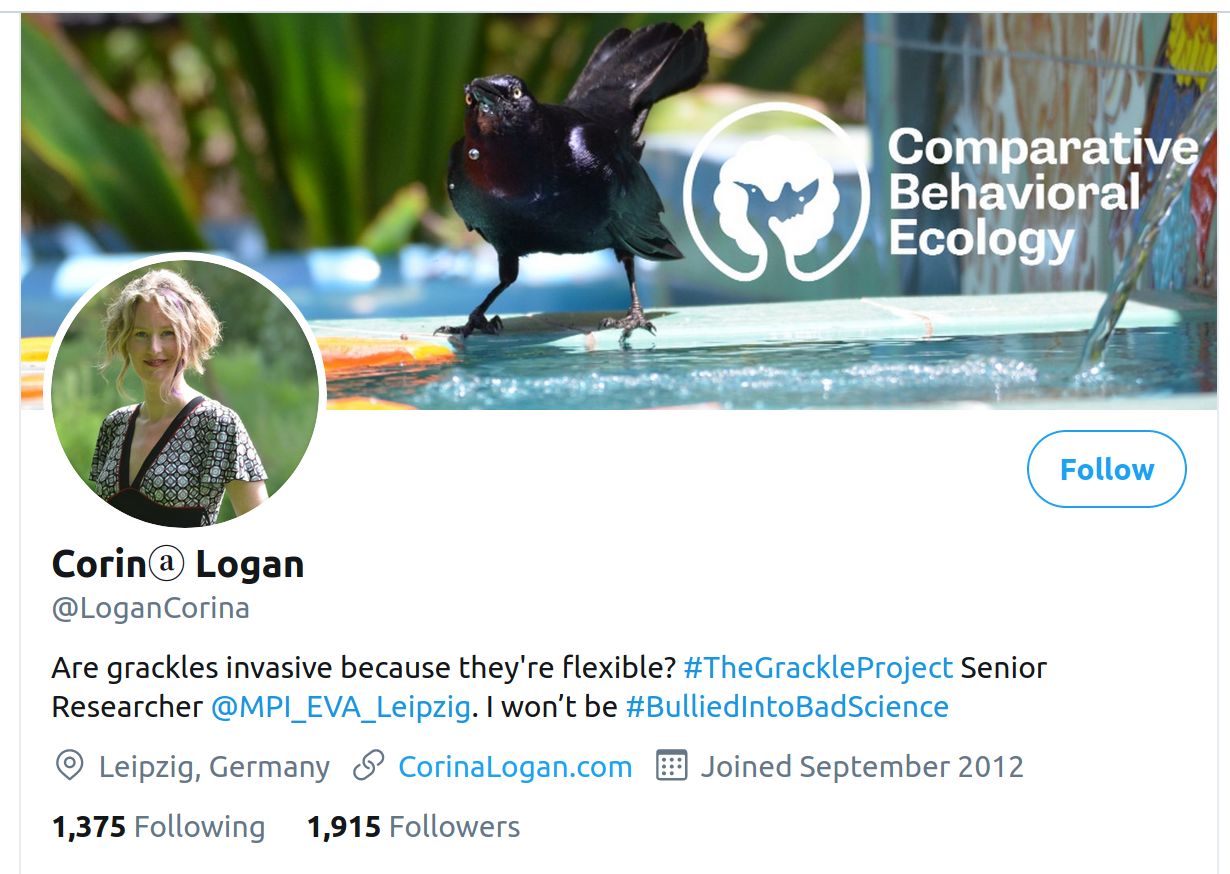 Comparative
Behavioral
Ecology
Follow
Corinⓐ Logan
@LoganCorina
Are grackles invasive because they're flexible? #TheGrackleProject Senior
Researcher @MPI_EVA_Leipzig. I won’t be #BulliedIntoBadScience
Leipzig, Germany CorinaLogan.com Joined September 2012
1,375 Following 1,915 Followers